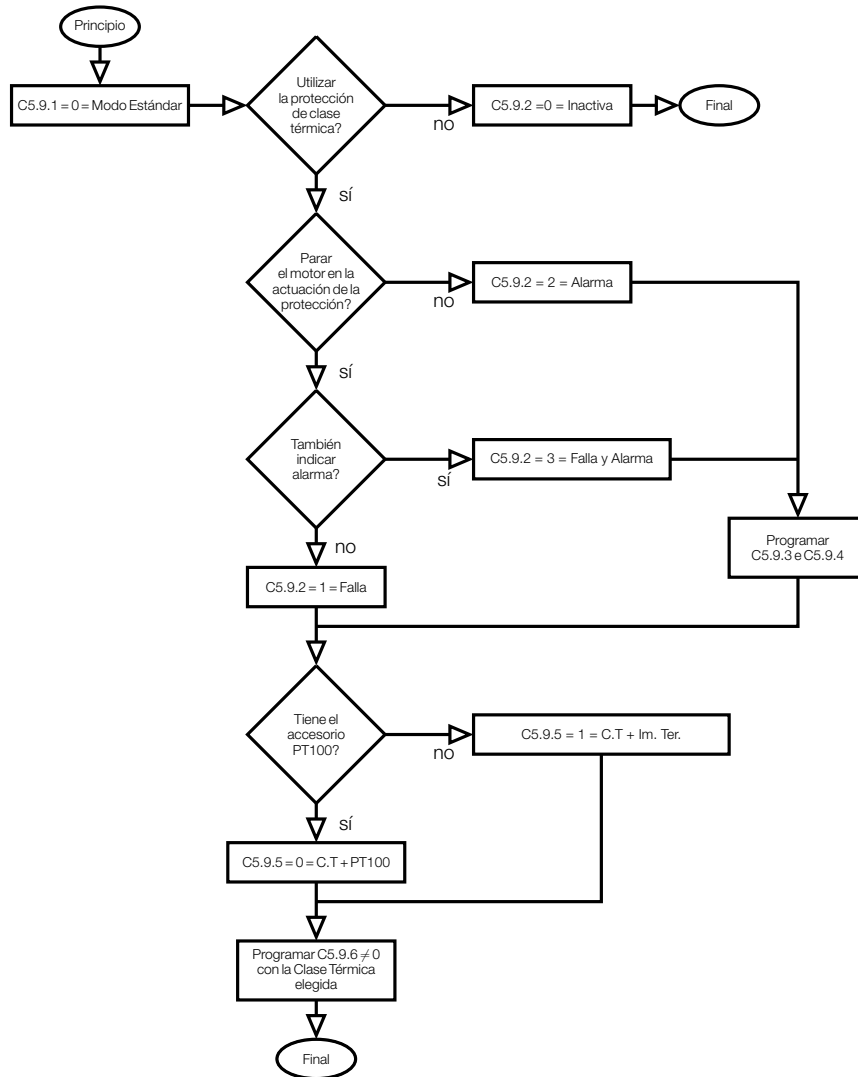 Principio
C5.9.1 = 0 = Modo Estándar
Utilizar
la protección
de clase
térmica?
no
C5.9.2 =0 = Inactiva
Final
sí
Parar
el motor en la
actuación de la
protección?
no
C5.9.2 = 2 = Alarma
sí
También
indicar
alarma?
sí
C5.9.2 = 3 = Falla y Alarma
no
Programar
C5.9.3 e C5.9.4
C5.9.2 = 1 = Falla
Tiene el
accesorio
PT100?
no
C5.9.5 = 1 = C.T + Im. Ter.
sí
C5.9.5 = 0 = C.T + PT100
Programar C5.9.6 ≠ 0
con la Clase Térmica
elegida
Final